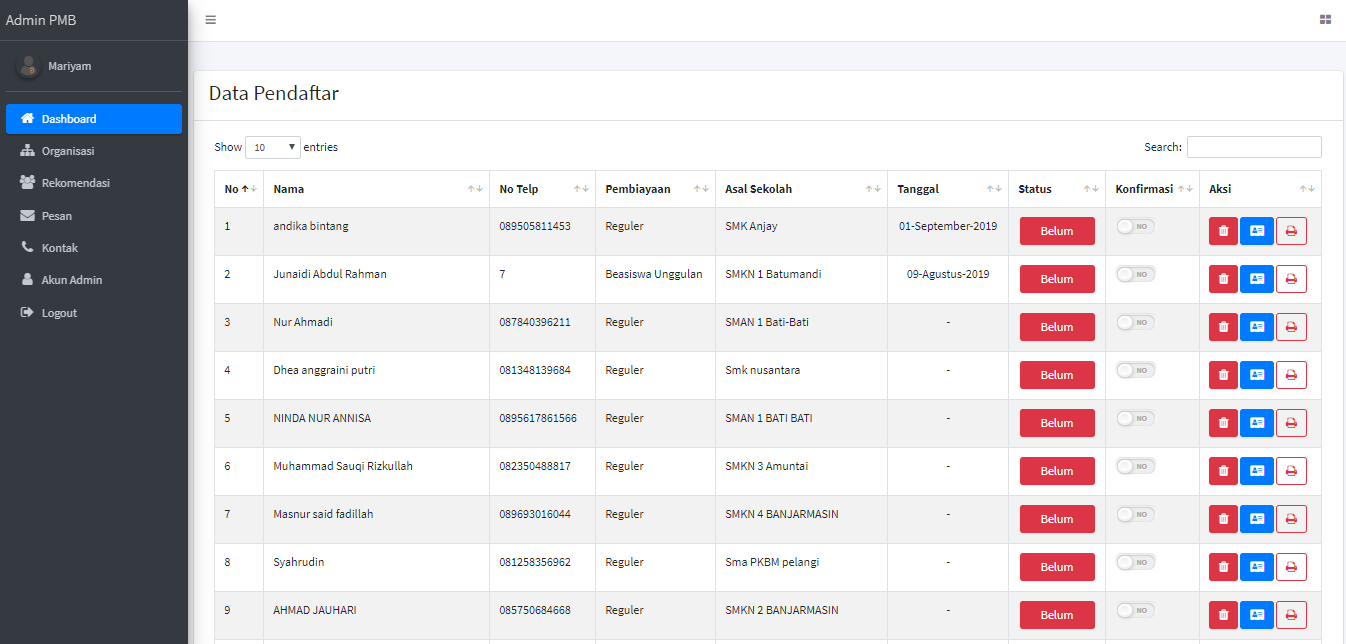 Admin PMB
Mariyam
Dashboard
Organisasi
Rekomendasi
Pesan
Kontak
Akun Admin
Logout
Data Pendaftar
Show 10 entries Search:
No Nama No Telp Pembiayaan Asal Sekolah Tanggal Status Konfirmasi Aksi
1 andika bintang 089505811453 Reguler SMK Anjay 01-September-2019 Belum NO
2 Junaidi Abdul Rahman 7 Beasiswa Unggulan SMKN 1 Batumandi 09-Agustus-2019 Belum NO
3 Nur Ahmadi 087840396211 Reguler SMAN 1 Bati-Bati - Belum NO
4 Dhea anggraini putri 081348139684 Reguler Smk nusantara - Belum NO
5 NINDA NUR ANNISA 0895617861566 Reguler SMAN 1 BATI BATI - Belum NO
6 Muhammad Sauqi Rizkullah 082350488817 Reguler SMKN 3 Amuntai - Belum NO
7 Masnur said fadillah 089693016044 Reguler SMKN 4 BANJARMASIN - Belum NO
8 Syahrudin 081258356962 Reguler Sma PKBM pelangi - Belum NO
9 AHMAD JAUHARI 085750684668 Reguler SMKN 2 BANJARMASIN - Belum NO